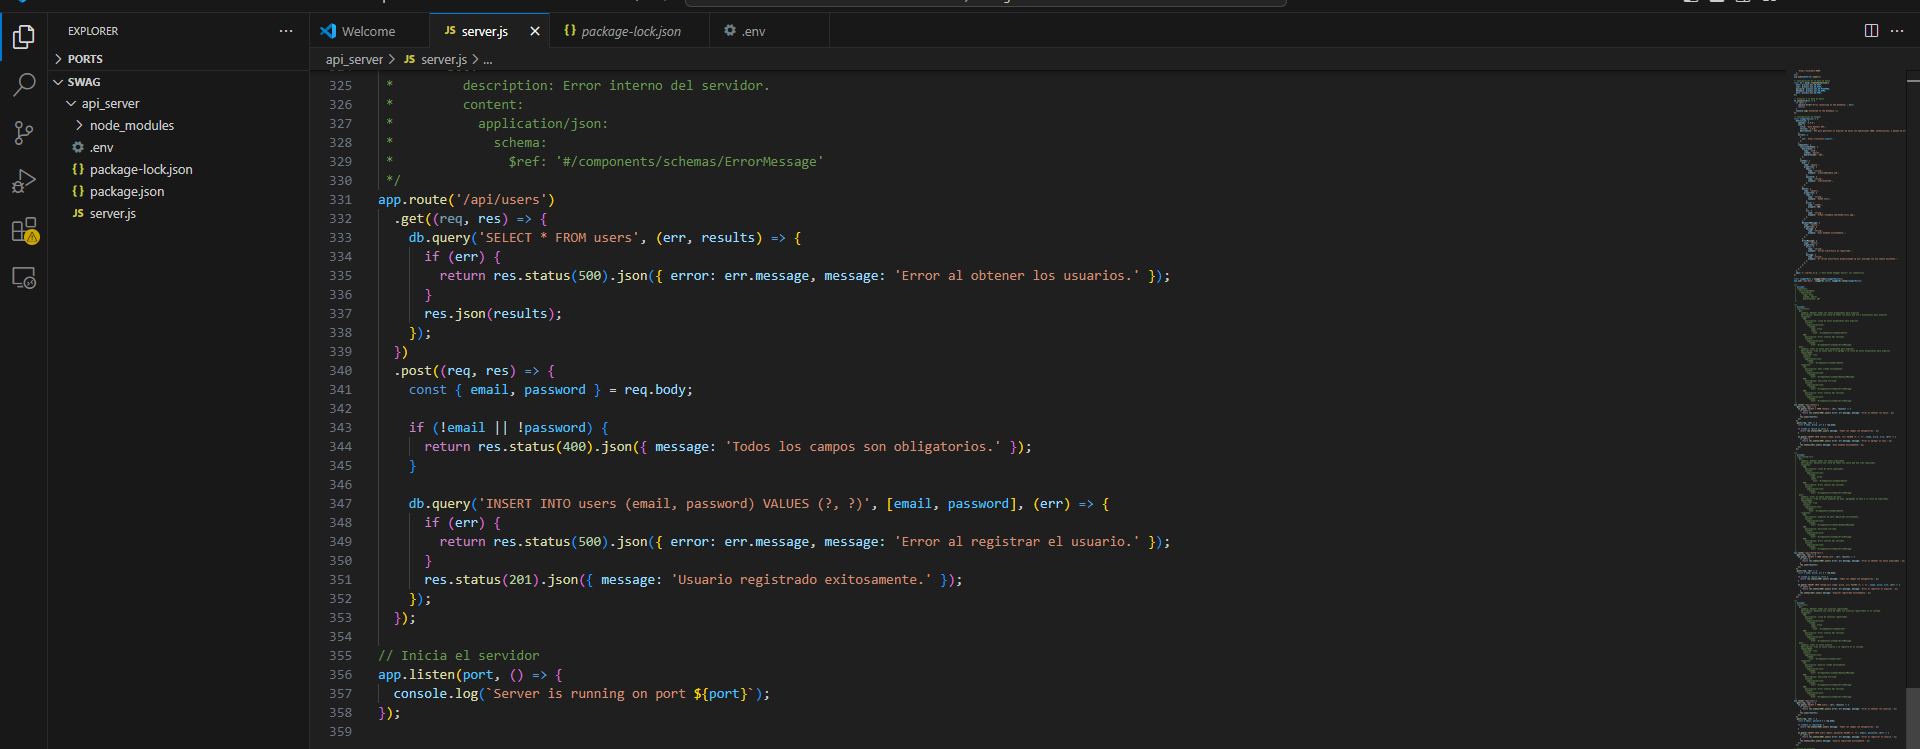 EXPLORER
PORTS
SWAG
api_server
node_modules
.env
package-lock.json
package.json
JS server.js
Welcome
JS server.js
package-lock.json
.env
api_server > JS server.js > ...
325 * description: Error interno del servidor.
326 * content:
327 * application/json:
328 * schema:
329 * $ref: '#/components/schemas/ErrorMessage'
330 */
331 app.route('/api/users')
332 .get((req, res) => {
333 db.query('SELECT * FROM users', (err, results) => {
334 if (err) {
335 return res.status(500).json({ error: err.message, message: 'Error al obtener los usuarios.' });
336 }
337 res.json(results);
338 });
339 })
340 .post((req, res) => {
341 const { email, password } = req.body;
342
343 if (!email || !password) {
344 return res.status(400).json({ message: 'Todos los campos son obligatorios.' });
345 }
346
347 db.query('INSERT INTO users (email, password) VALUES (?, ?)', [email, password], (err) => {
348 if (err) {
349 return res.status(500).json({ error: err.message, message: 'Error al registrar el usuario.' });
350 }
351 res.status(201).json({ message: 'Usuario registrado exitosamente.' });
352 });
353 });
354
355 // Inicia el servidor
356 app.listen(port, () => {
357 console.log(`Server is running on port ${port}`);
358 });
359